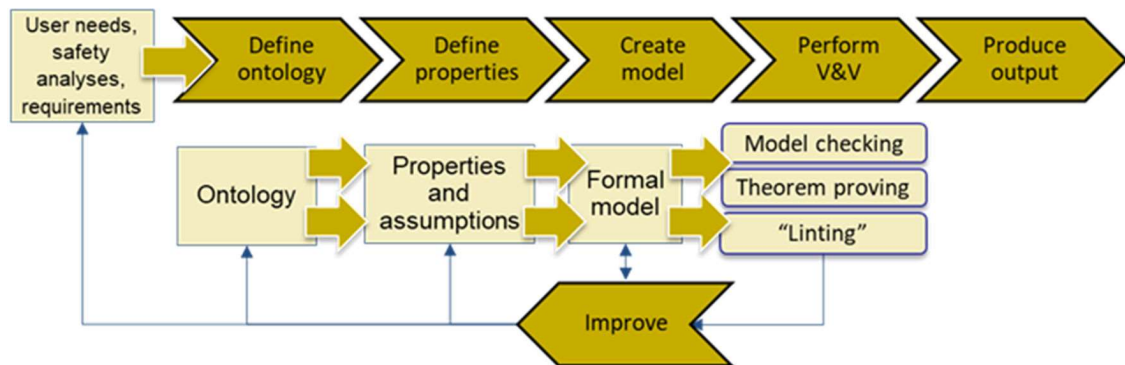 User needs,
safety
analyses,
requirements
Define
ontology
Define
properties
Create
model
Perform
V&V
Produce
output
Ontology
Properties
and
assumptions
Formal
model
Model checking
Theorem proving
“Linting”
Improve